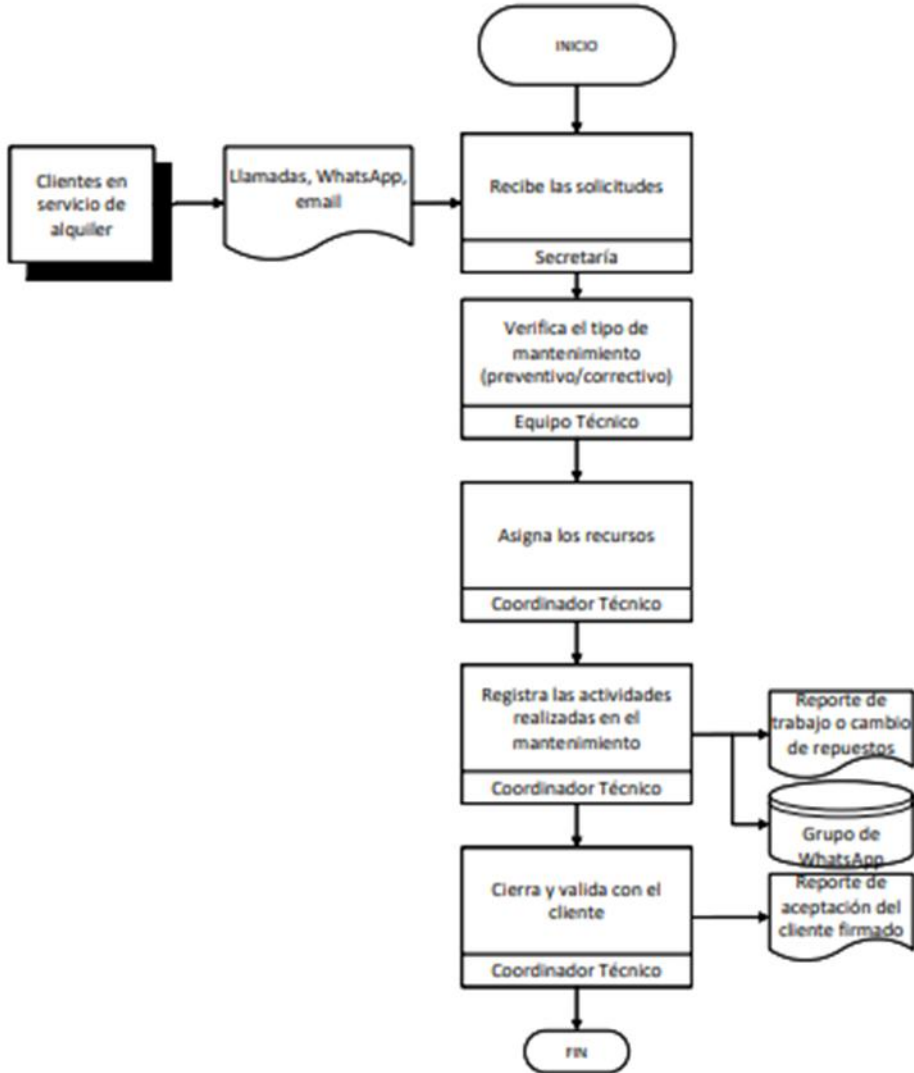 INICIO
Clientes en
servicio de
alquiler
Llamadas, WhatsApp,
email
Recibe las solicitudes
Secretaría
Verifica el tipo de
mantenimiento
(preventivo/correctivo)
Equipo Técnico
Asigna los recursos
Coordinador Técnico
Registra las actividades
realizadas en el
mantenimiento
Coordinador Técnico
Reporte de
trabajo o cambio
de repuestos
Grupo de
WhatsApp
Cierra y valida con el
cliente
Coordinador Técnico
Reporte de
aceptación del
cliente firmado
FIN